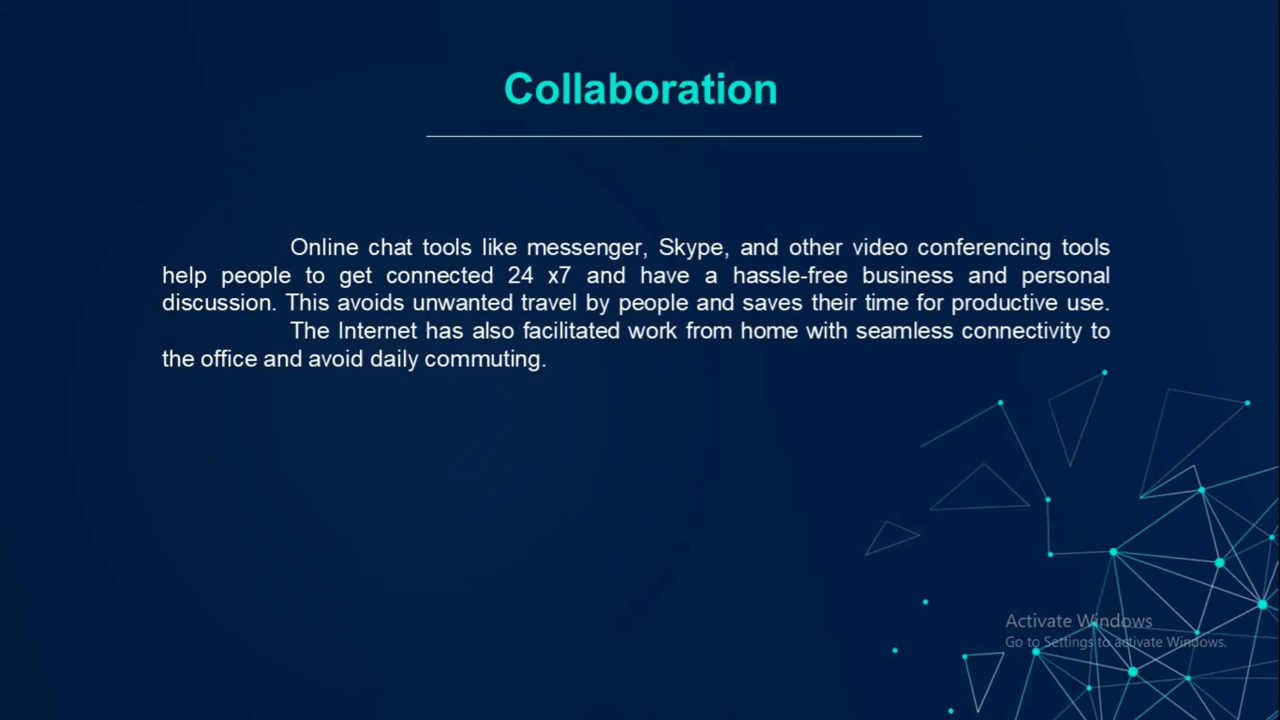 Collaboration
Online chat tools like messenger, Skype, and other video conferencing tools
help people to get connected 24 x7 and have a hassle-free business and personal
discussion. This avoids unwanted travel by people and saves their time for productive use.
The Internet has also facilitated work from home with seamless connectivity to
the office and avoid daily commuting.
Activate Windows
Go to Settings to activate Windows.